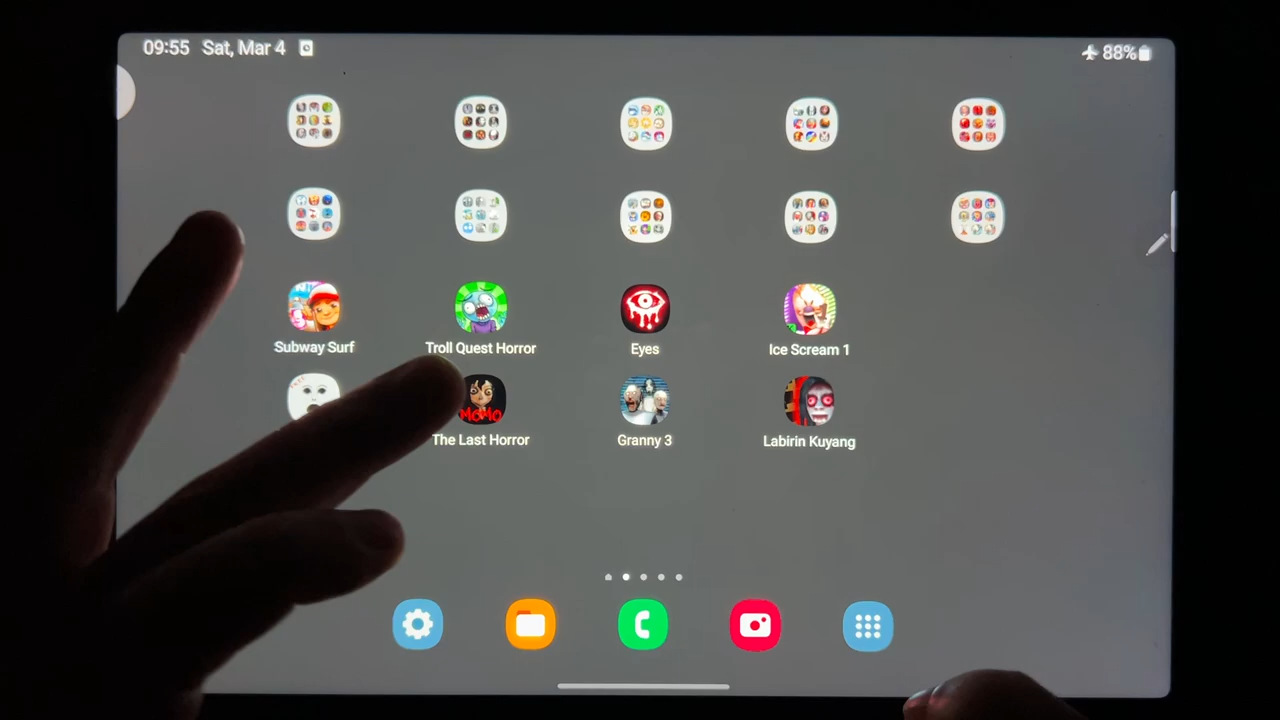 09:55 Sat, Mar 4
88%
Subway Surf
Troll Quest Horror
Eyes
Ice Scream 1
MOMO
The Last Horror
Granny 3
Labirin Kuyang